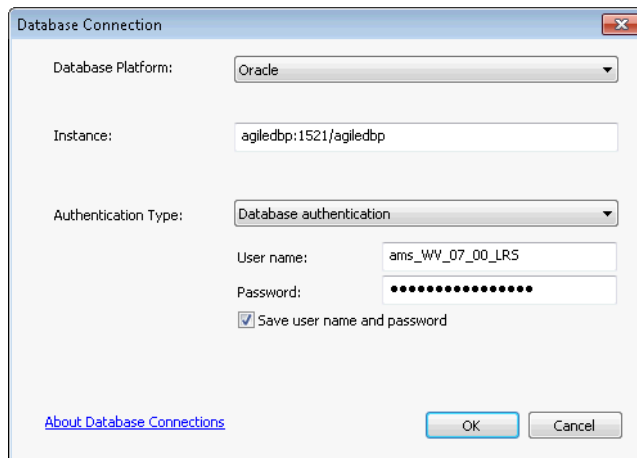 Database Connection
Database Platform: Oracle
Instance: agiledbp:1521/agiledbp
Authentication Type: Database authentication
User name: ams_WV_07_00_LRS
Password: ●●●●●●●●●●●●●●●●
Save user name and password
About Database Connections OK Cancel